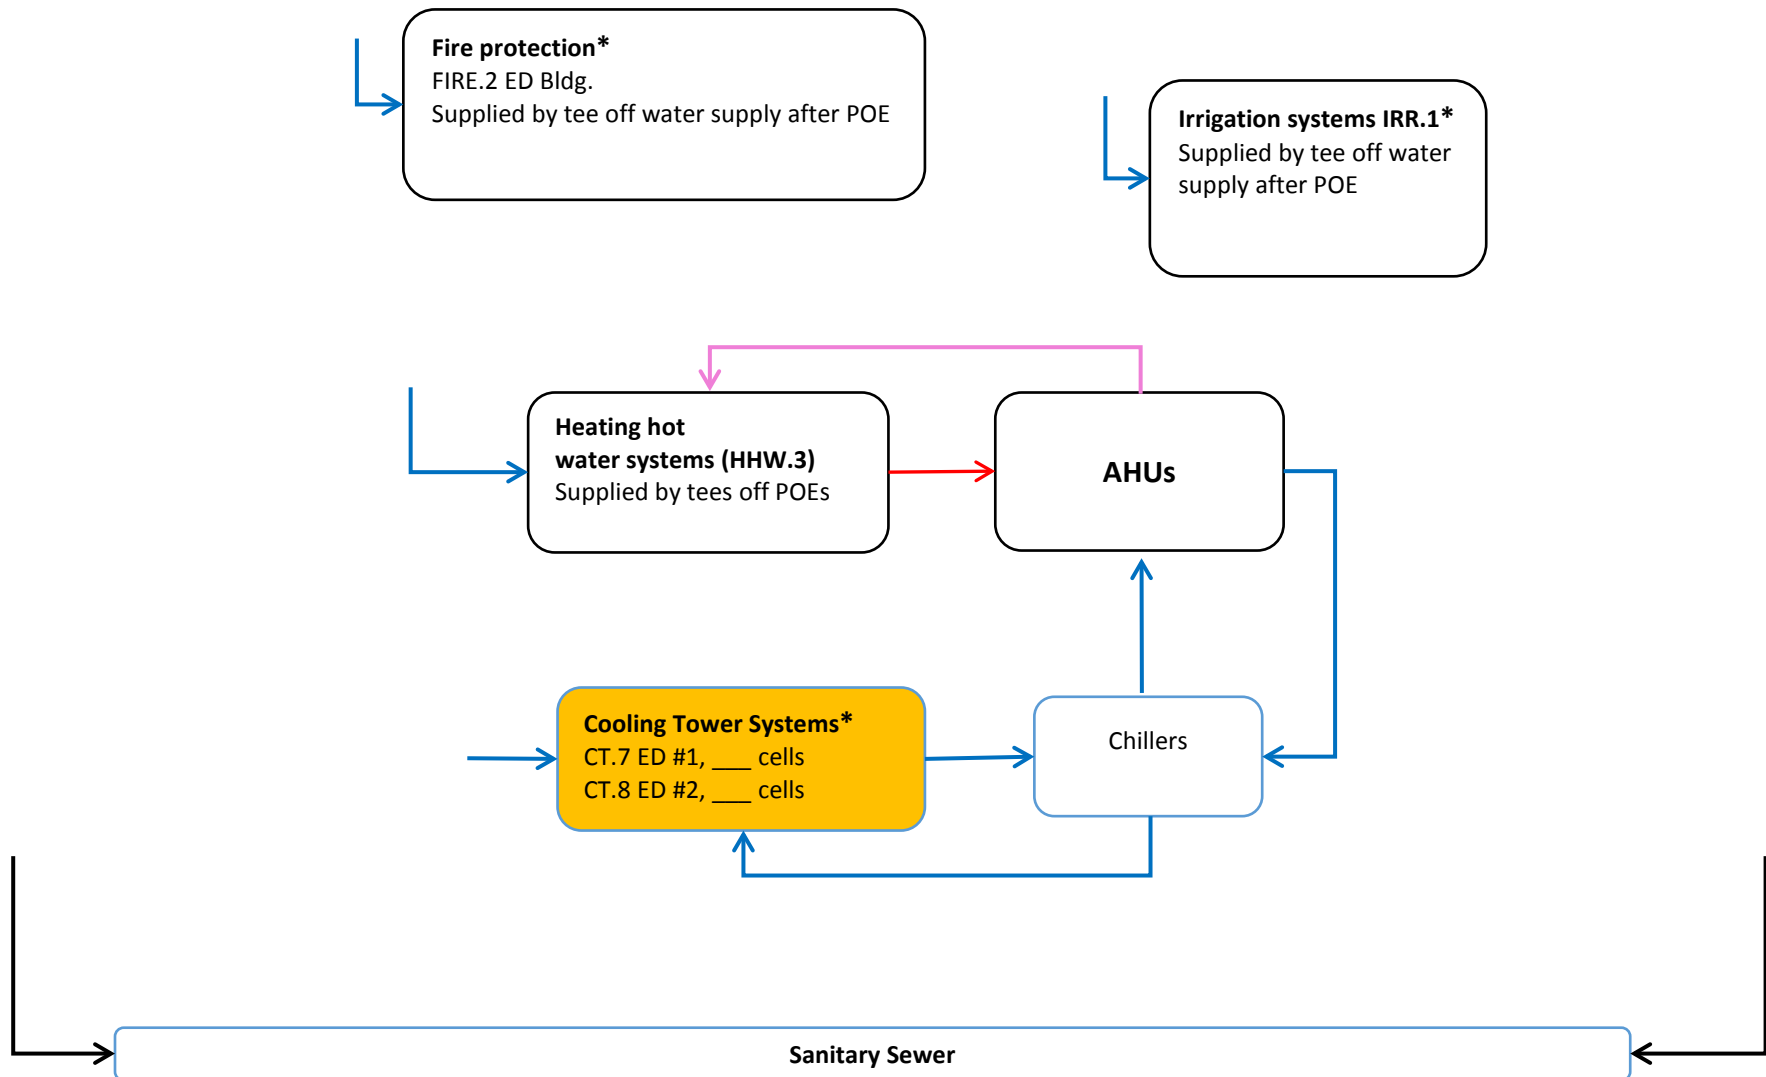 Fire protection*
FIRE.2 ED Bldg.
Supplied by tee off water supply after POE
Irrigation systems IRR.1*
Supplied by tee off water
supply after POE
Heating hot
water systems (HHW.3)
Supplied by tees off POEs
AHUs
Cooling Tower Systems*
CT.7 ED #1, ___ cells
CT.8 ED #2, ___ cells
Chillers
Sanitary Sewer